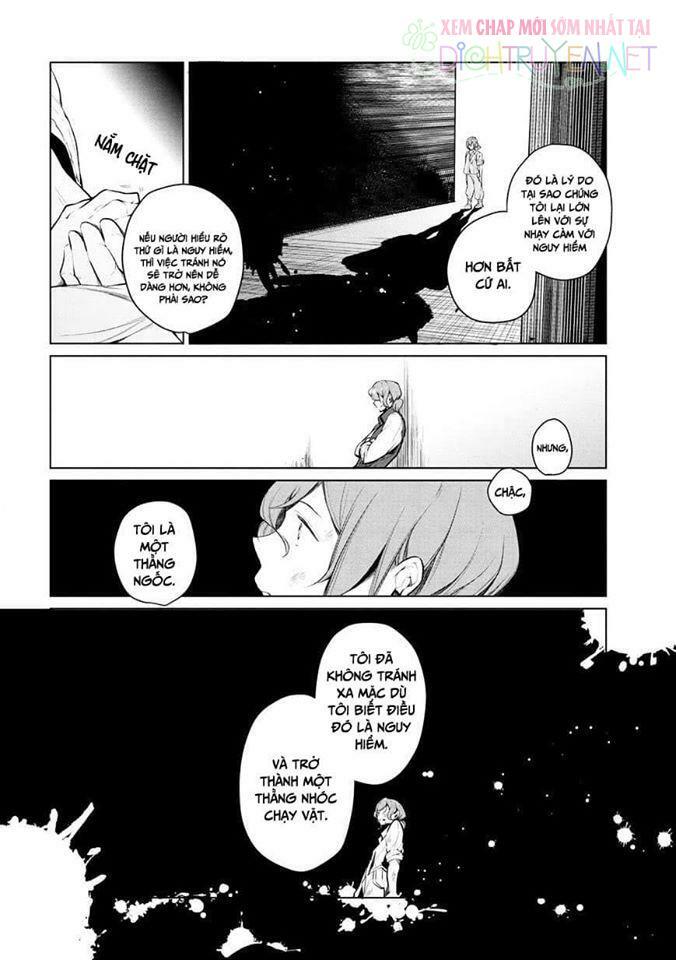 XEM CHAP MỚI SỚM NHẤT TẠI
DICHTRUYEN.NET
ĐÓ LÀ LÝ DO
TẠI SAO CHÚNG
TÔI LẠI LỚN
LÊN VỚI SỰ
NHẠY CẢM VỚI
NGUY HIỂM
HƠN BẤT
CỨ AI.
NẾU NGƯỜI HIỂU RÕ
THỨ GÌ LÀ NGUY HIỂM,
THÌ VIỆC TRÁNH NÓ
SẼ TRỞ NÊN DỄ
DÀNG HƠN, KHÔNG
PHẢI SAO?
NẮM CHẶT
NHƯNG,
CHẬC,
TÔI LÀ
MỘT
THẰNG
NGỐC.
TÔI ĐÃ
KHÔNG TRÁNH
XA MẶC DÙ
TÔI BIẾT ĐIỀU
ĐÓ LÀ NGUY
HIỂM.
VÀ TRỞ
THÀNH MỘT
THẰNG NHÓC
CHẠY VẶT.